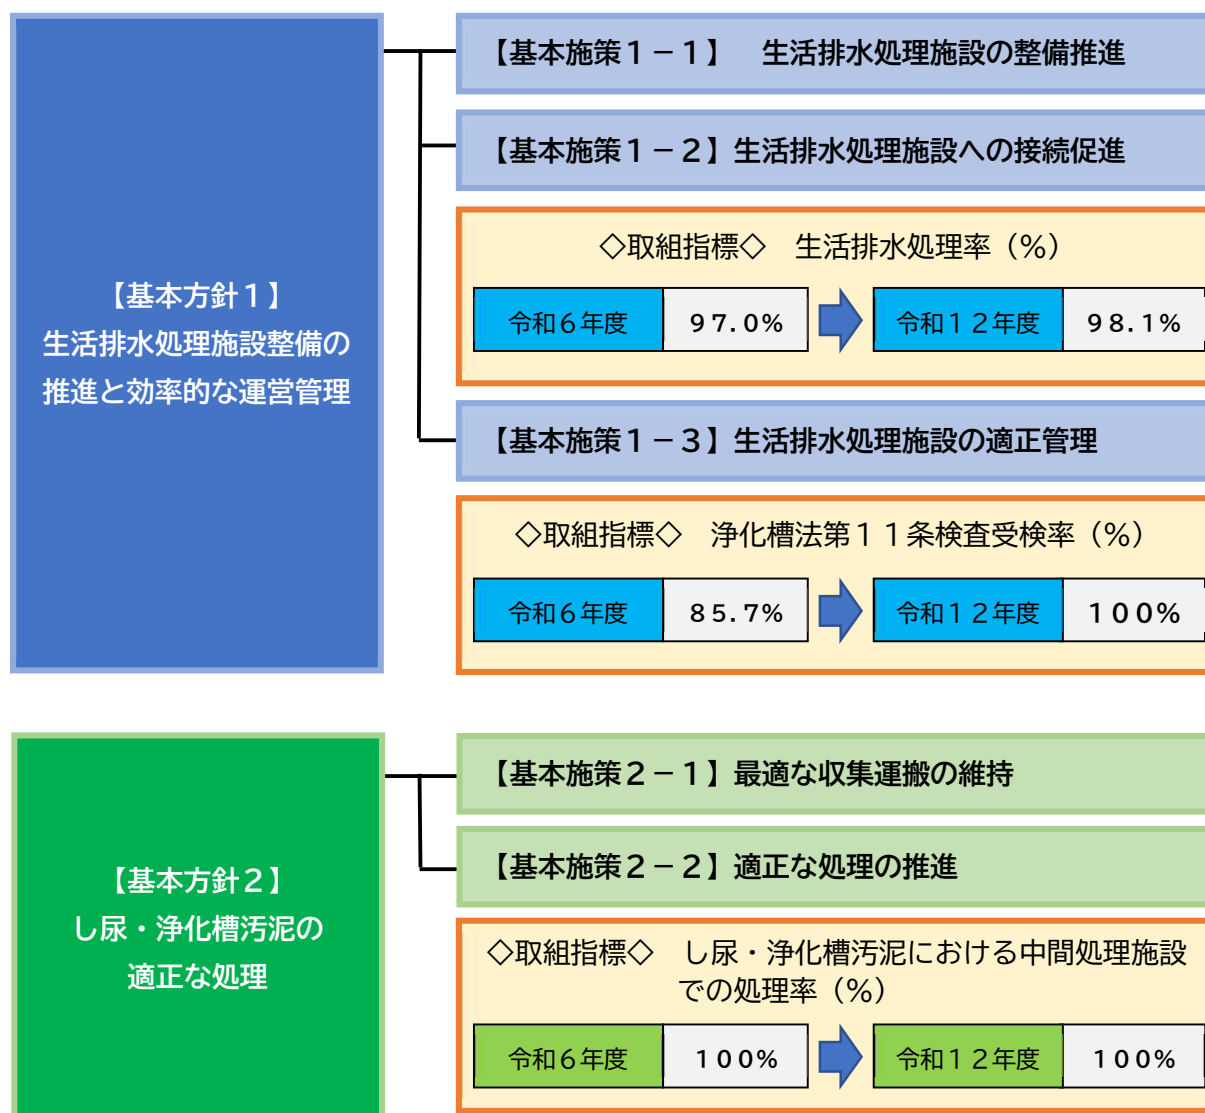 【基本方針１】
生活排水処理施設整備の
推進と効率的な運営管理
【基本施策１－１】　生活排水処理施設の整備推進
【基本施策１－２】生活排水処理施設への接続促進
◇取組指標◇　生活排水処理率（％）
令和６年度　９７.０％　令和１２年度　９８.１％
【基本施策１－３】生活排水処理施設の適正管理
◇取組指標◇　浄化槽法第１１条検査受検率（％）
令和６年度　８５.７％　令和１２年度　１００％
【基本方針２】
し尿・浄化槽汚泥の
適正な処理
【基本施策２－１】最適な収集運搬の維持
【基本施策２－２】適正な処理の推進
◇取組指標◇　し尿・浄化槽汚泥における中間処理施設
での処理率（％）
令和６年度　１００％　令和１２年度　１００％